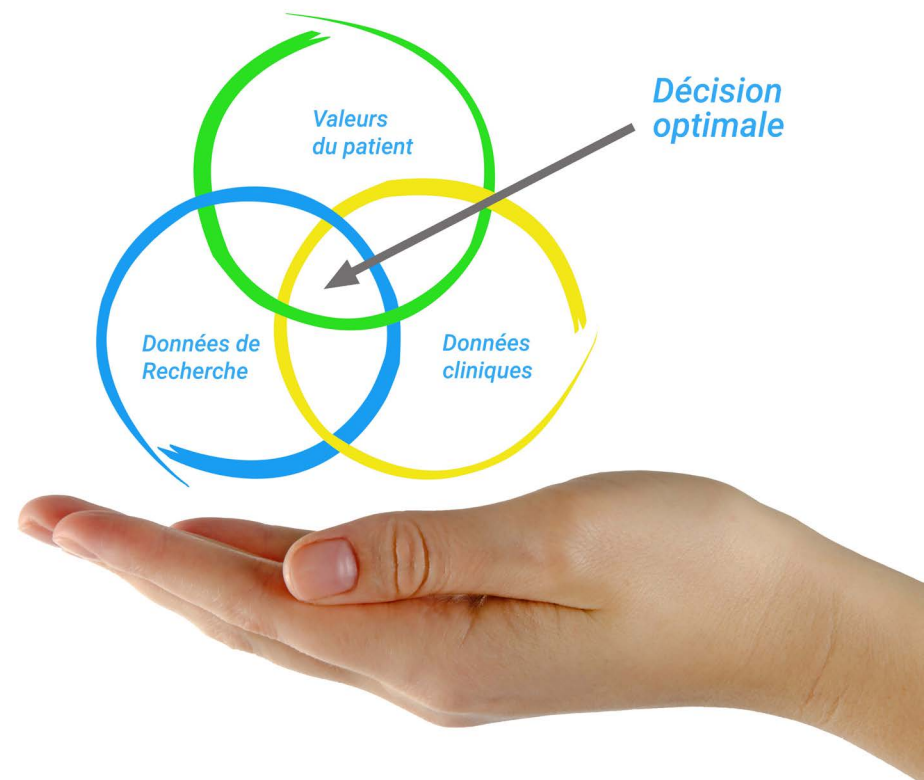 Valeurs
du patient
Décision
optimale
Données de
Recherche
Données
cliniques